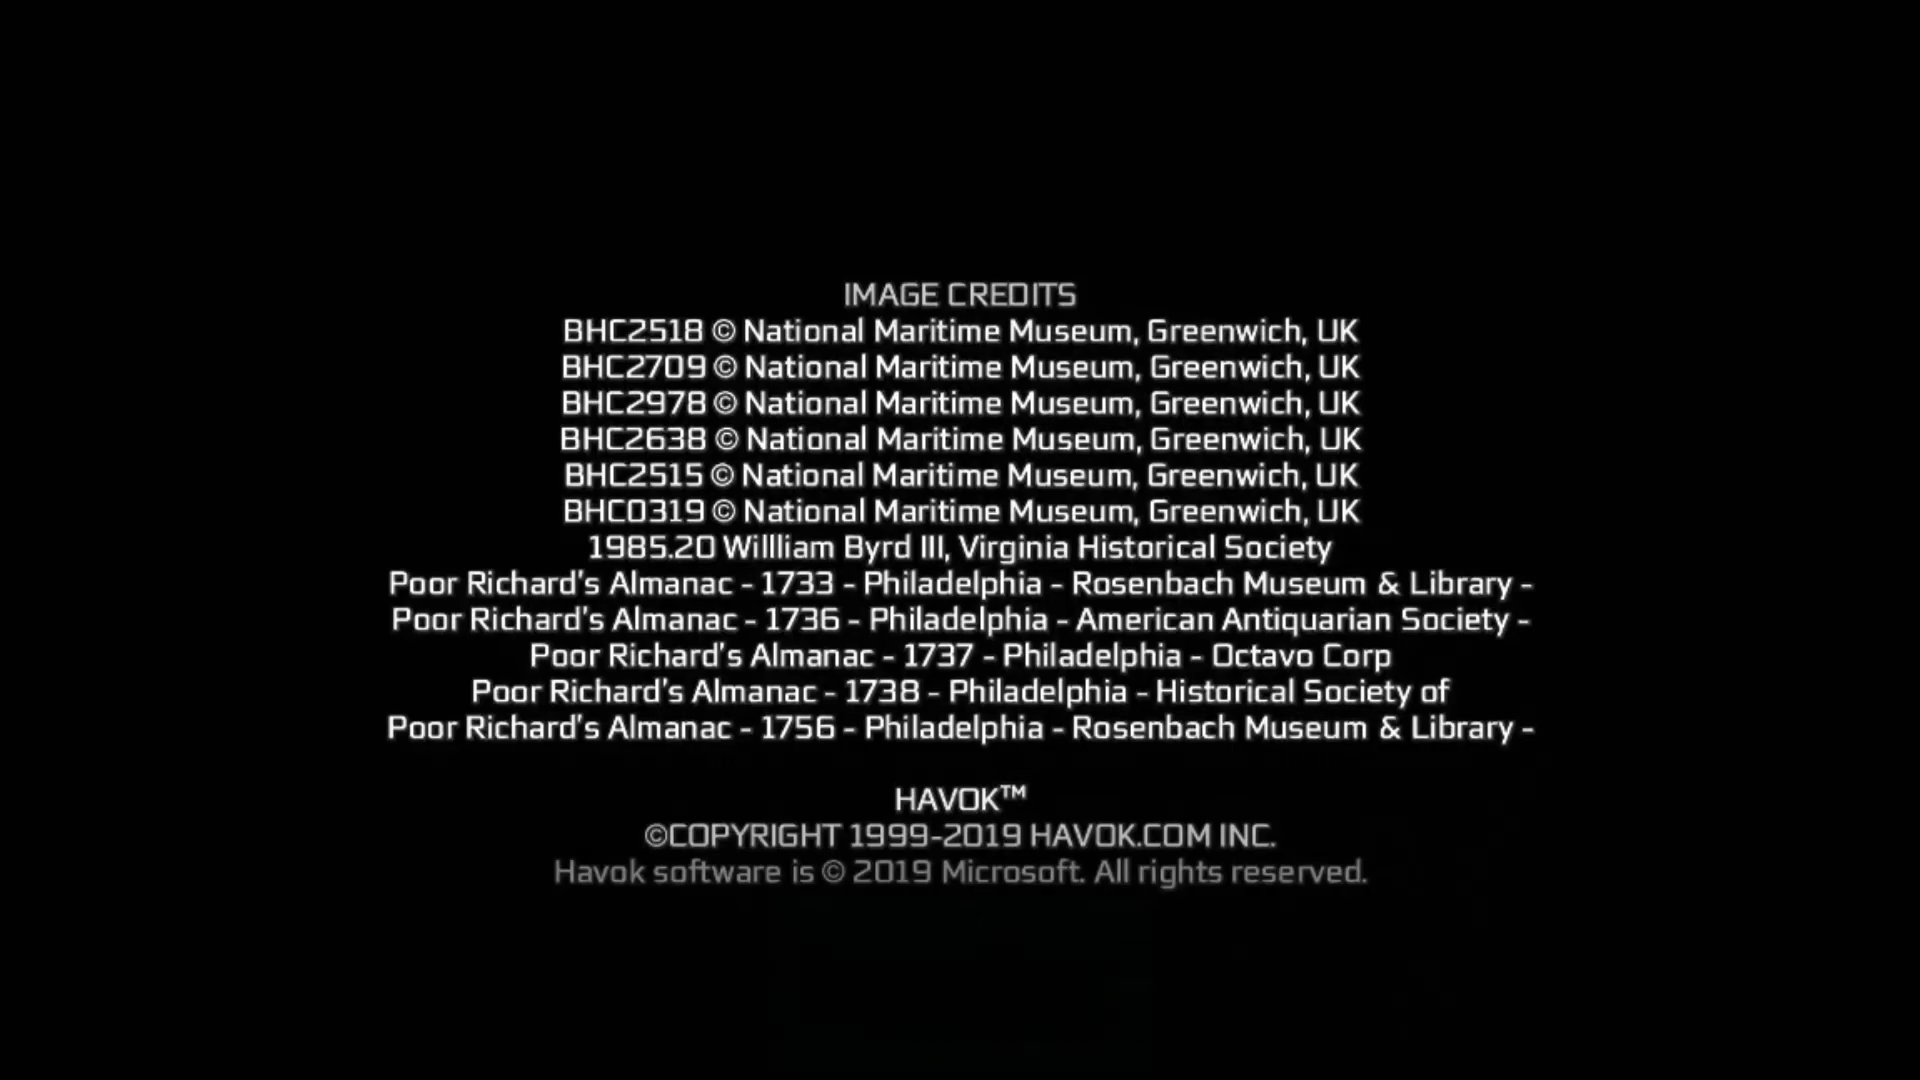 IMAGE CREDITS
BHC2518 © National Maritime Museum, Greenwich, UK
BHC2709 © National Maritime Museum, Greenwich, UK
BHC2978 © National Maritime Museum, Greenwich, UK
BHC2638 © National Maritime Museum, Greenwich, UK
BHC2515 © National Maritime Museum, Greenwich, UK
BHC0319 © National Maritime Museum, Greenwich, UK
1985.20 Willliam Byrd III, Virginia Historical Society
Poor Richard's Almanac - 1733 - Philadelphia - Rosenbach Museum & Library -
Poor Richard's Almanac - 1736 - Philadelphia - American Antiquarian Society -
Poor Richard's Almanac - 1737 - Philadelphia - Octavo Corp
Poor Richard's Almanac - 1738 - Philadelphia - Historical Society of
Poor Richard's Almanac - 1756 - Philadelphia - Rosenbach Museum & Library -
HAVOK™
©COPYRIGHT 1999-2019 HAVOK.COM INC.
Havok software is © 2019 Microsoft. All rights reserved.